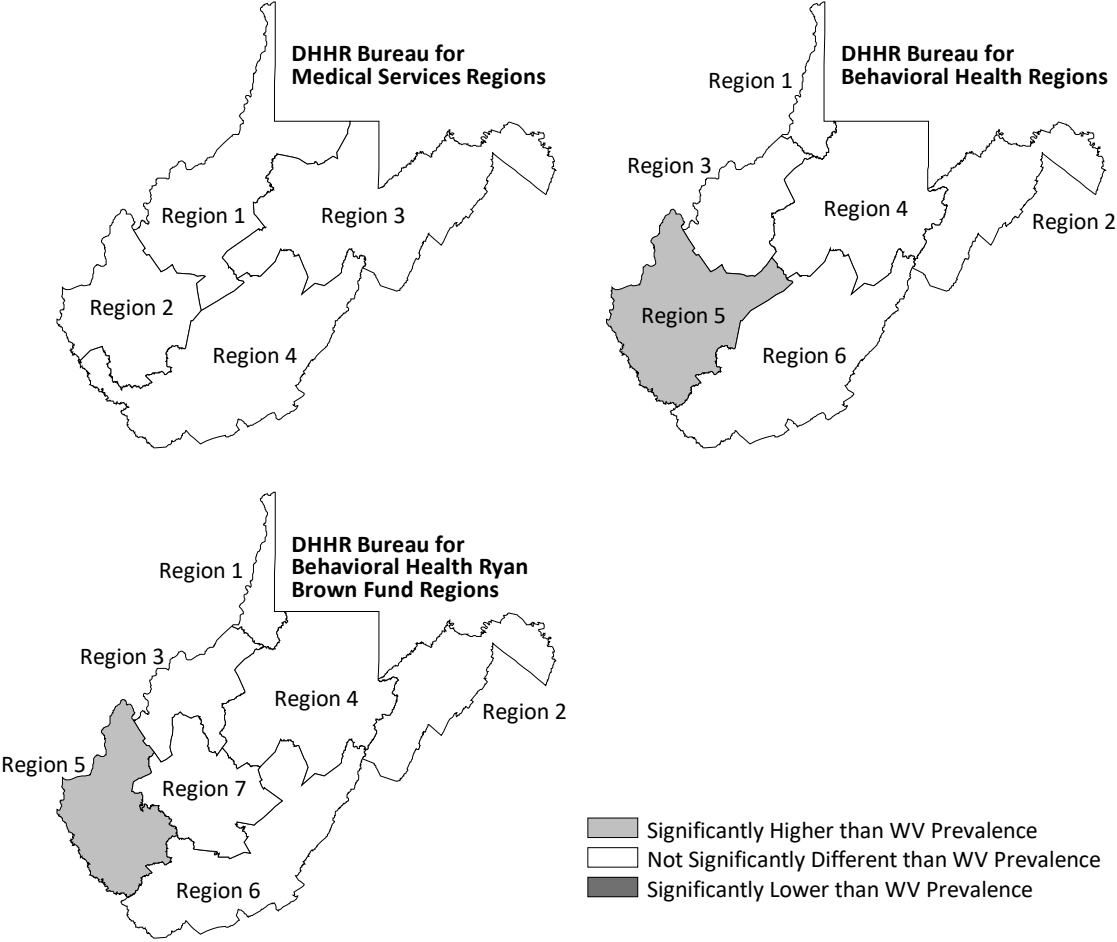 DHHR Bureau for
Medical Services Regions
Region 1
Region 3
Region 2
Region 4
DHHR Bureau for
Behavioral Health Regions
Region 1
Region 3
Region 4
Region 2
Region 5
Region 6
DHHR Bureau for
Behavioral Health Ryan
Brown Fund Regions
Region 1
Region 3
Region 4
Region 2
Region 5
Region 7
Region 6
Significantly Higher than WV Prevalence
Not Significantly Different than WV Prevalence
Significantly Lower than WV Prevalence